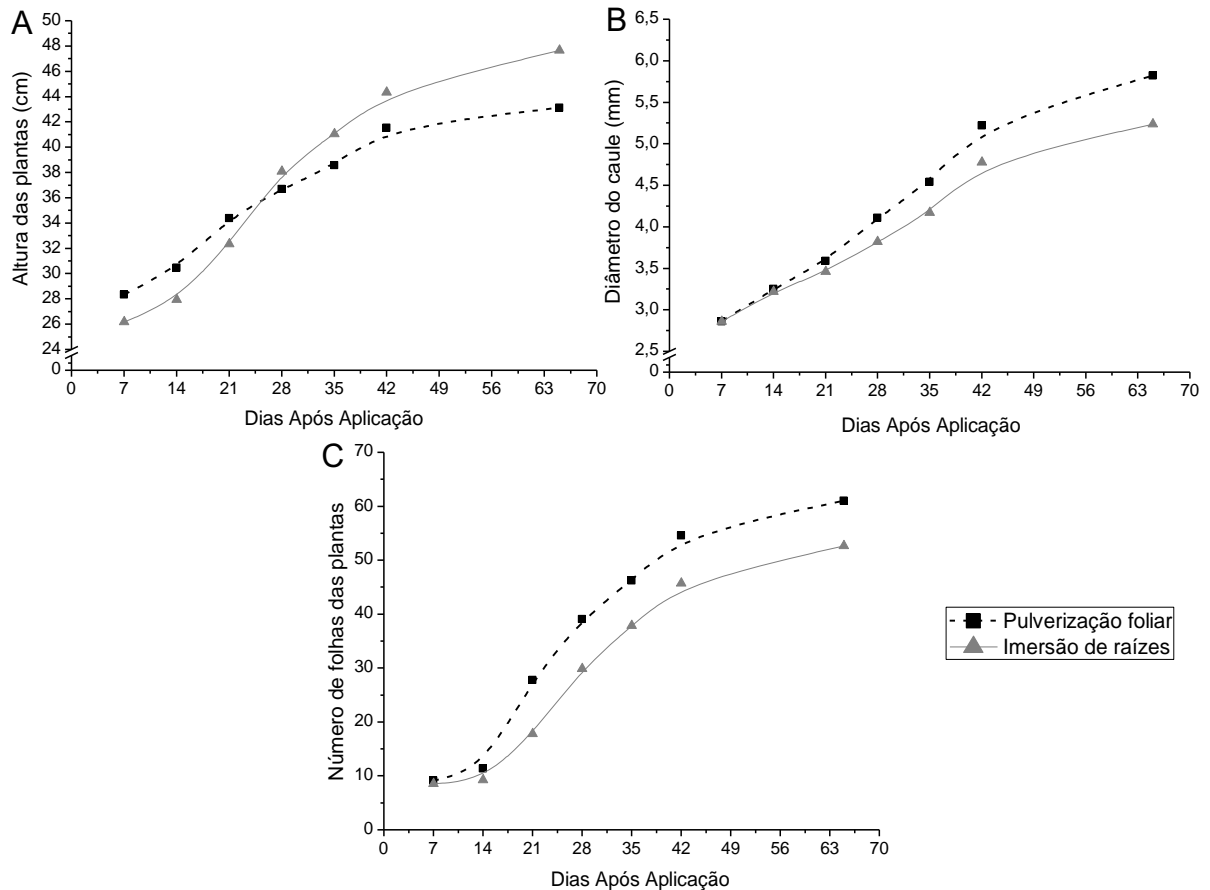 A
Altura das plantas (cm)
50
48
46
44
42
40
38
36
34
32
30
28
26
24
0
0 7 14 21 28 35 42 49 56 63 70
Dias Após Aplicação
B
Diâmetro do caule (mm)
6,5
6,0
5,5
5,0
4,5
4,0
3,5
3,0
2,5
0
0 7 14 21 28 35 42 49 56 63 70
Dias Após Aplicação
C
Número de folhas das plantas
70
60
50
40
30
20
10
0
0 7 14 21 28 35 42 49 56 63 70
Dias Após Aplicação
Pulverização foliar
Imersão de raízes